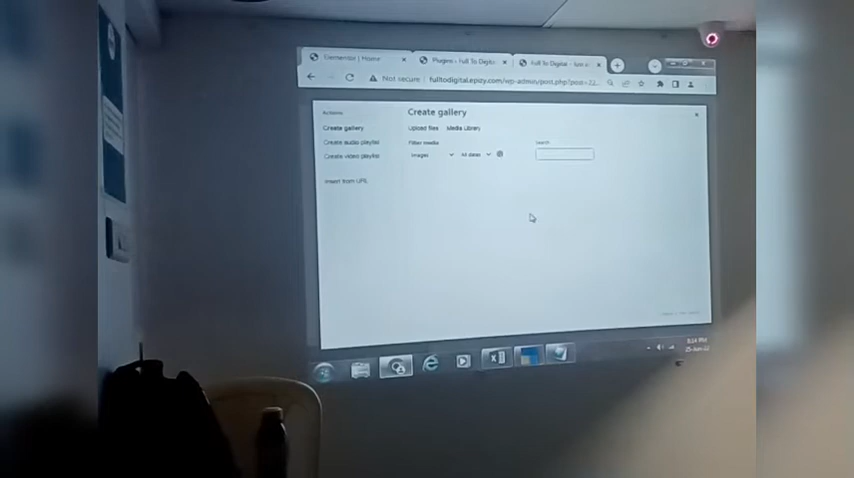 Elementor | Home
Plugins ‹ Full To Digital
Full To Digital – Just a
Not secure | fulltodigital.epizy.com/wp-admin/post.php?post=22...
Actions
Create gallery
Create gallery
Create audio playlist
Create video playlist
Insert from URL
Upload files Media Library
Filter media
Search
Images All dates